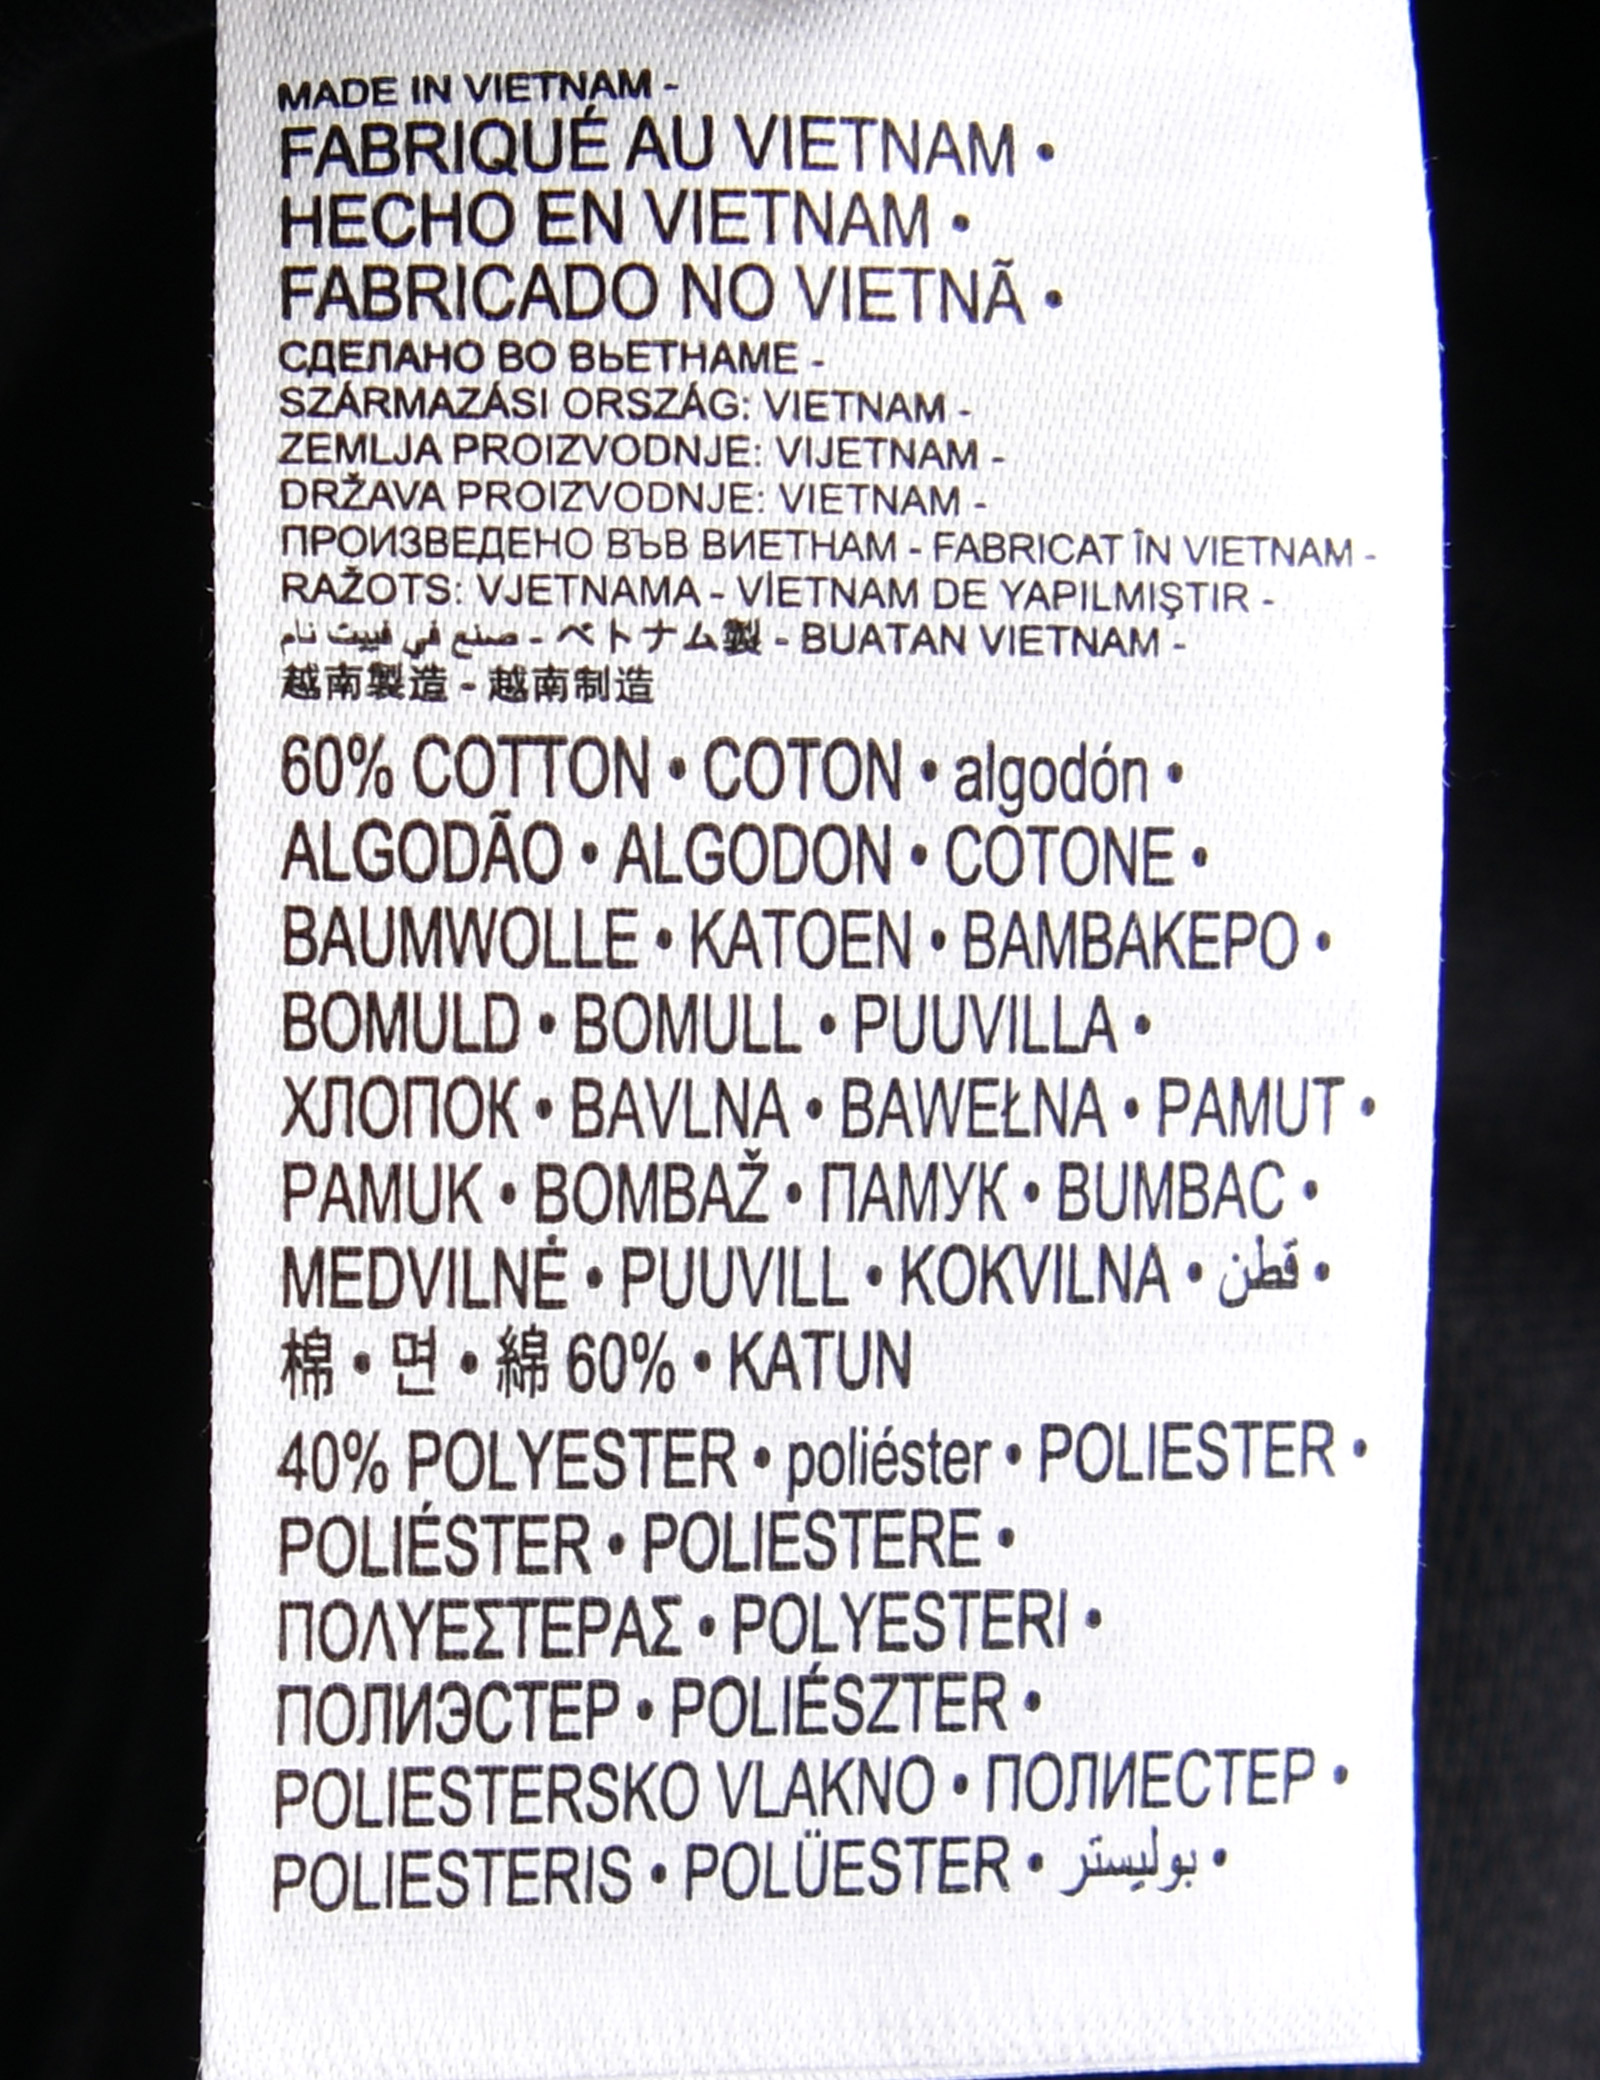 MADE IN VIETNAM -
FABRIQUÉ AU VIETNAM •
HECHO EN VIETNAM •
FABRICADO NO VIETNÃ •
СДЕЛАНО ВО ВЬЕТНАМЕ -
SZÁRMAZÁSI ORSZÁG: VIETNAM -
ZEMLJA PROIZVODNJE: VIJETNAM -
DRŽAVA PROIZVODNJE: VIETNAM -
ПРОИЗВЕДЕНО ВЪВ ВИЕТНАМ - FABRICAT ÎN VIETNAM -
RAŽOTS: VJETNAMA - VİETNAM DE YAPILMIŞTIR -
صنع في فييت نام - ベトナム製 - BUATAN VIETNAM -
越南製造 - 越南制造
60% COTTON • COTON • algodón •
ALGODÃO • ALGODON • COTONE •
BAUMWOLLE • KATOEN • ΒΑΜΒΑΚΕΡΟ •
BOMULD • BOMULL • PUUVILLA •
ХЛОПОК • BAVLNA • BAWEŁNA • PAMUT •
PAMUK • BOMBAŽ • ПАМУК • BUMBAC •
MEDVILNĖ • PUUVILL • KOKVILNA • قطن •
棉 • 면 • 綿 60% • KATUN
40% POLYESTER • poliéster • POLIESTER •
POLIÉSTER • POLIESTERE •
ΠΟΛΥΕΣΤΕΡΑΣ • POLYESTERI •
ПОЛИЭСТЕР • POLIÉSZTER •
POLIESTERSKO VLAKNO • ПОЛИЕСТЕР •
POLIESTERIS • POLÜESTER • بوليستر •